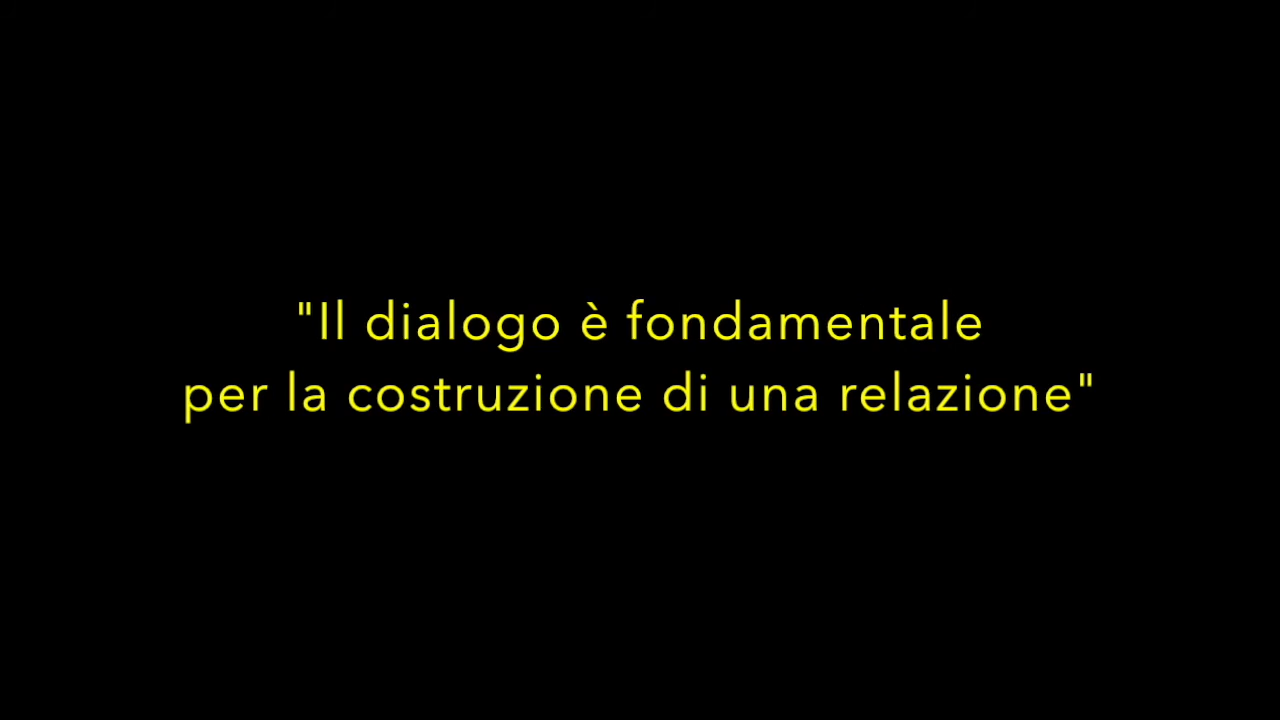 "Il dialogo è fondamentale
per la costruzione di una relazione"